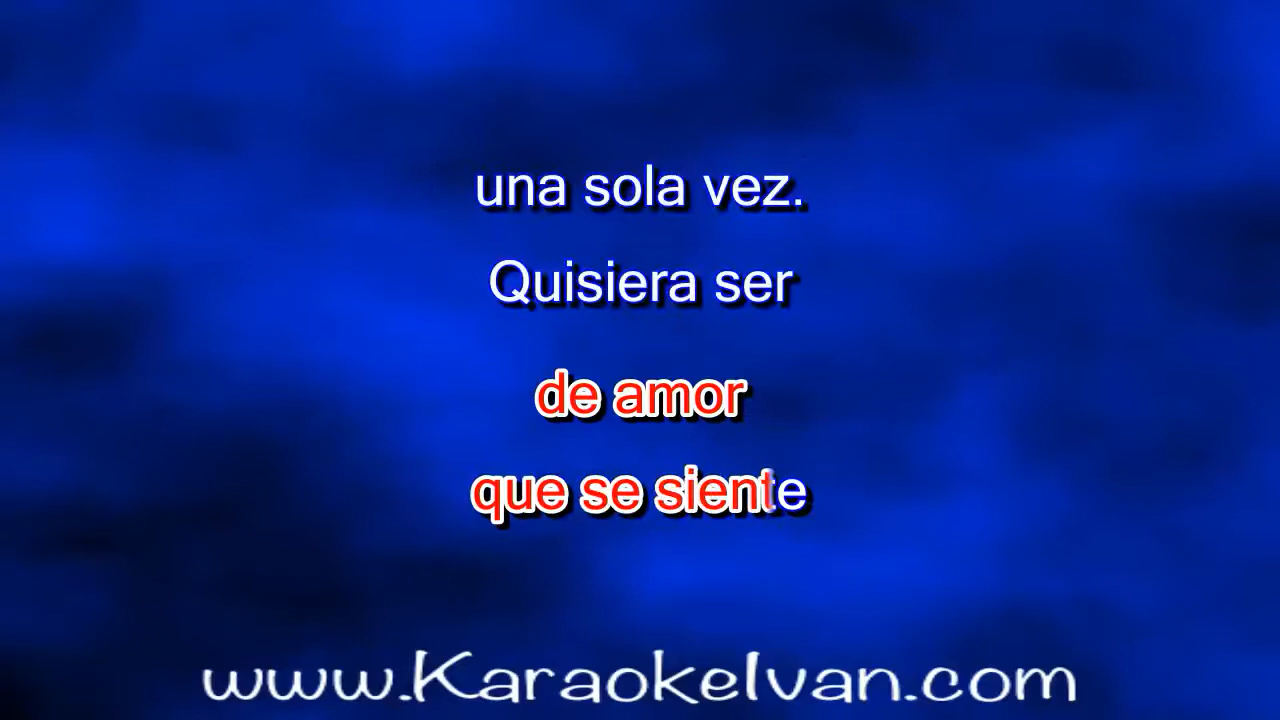 una sola vez.
Quisiera ser
de amor
que se siente
www.KaraokeIvan.com